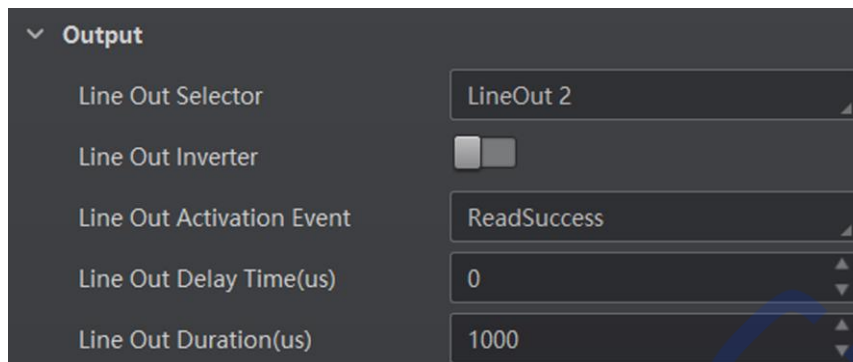 Output
Line Out Selector LineOut 2
Line Out Inverter
Line Out Activation Event ReadSuccess
Line Out Delay Time(us) 0
Line Out Duration(us) 1000